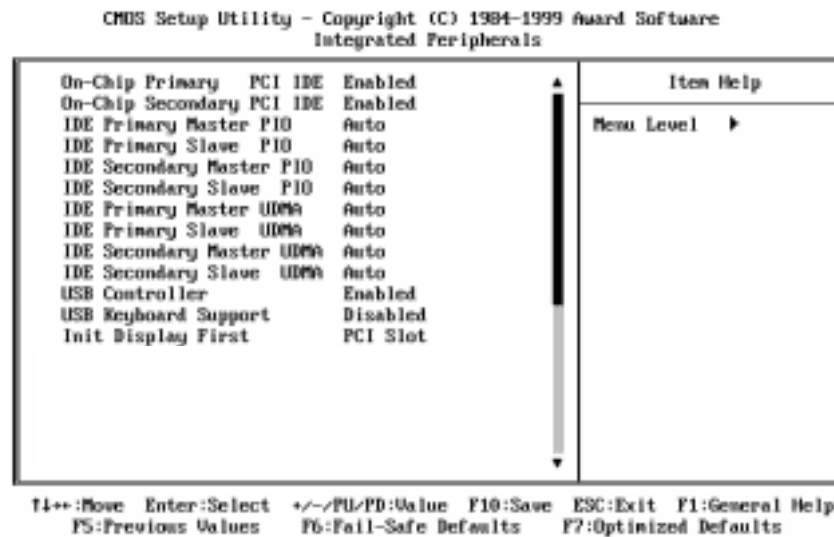 CMOS Setup Utility - Copyright (C) 1984-1999 Award Software
Integrated Peripherals
On-Chip Primary PCI IDE Enabled
On-Chip Secondary PCI IDE Enabled
IDE Primary Master PIO Auto
IDE Primary Slave PIO Auto
IDE Secondary Master PIO Auto
IDE Secondary Slave PIO Auto
IDE Primary Master UDMA Auto
IDE Primary Slave UDMA Auto
IDE Secondary Master UDMA Auto
IDE Secondary Slave UDMA Auto
USB Controller Enabled
USB Keyboard Support Disabled
Init Display First PCI Slot
Item Help
Menu Level ▶
↑↓→←:Move Enter:Select +/-/PU/PD:Value F10:Save ESC:Exit F1:General Help
F5:Previous Values F6:Fail-Safe Defaults F7:Optimized Defaults